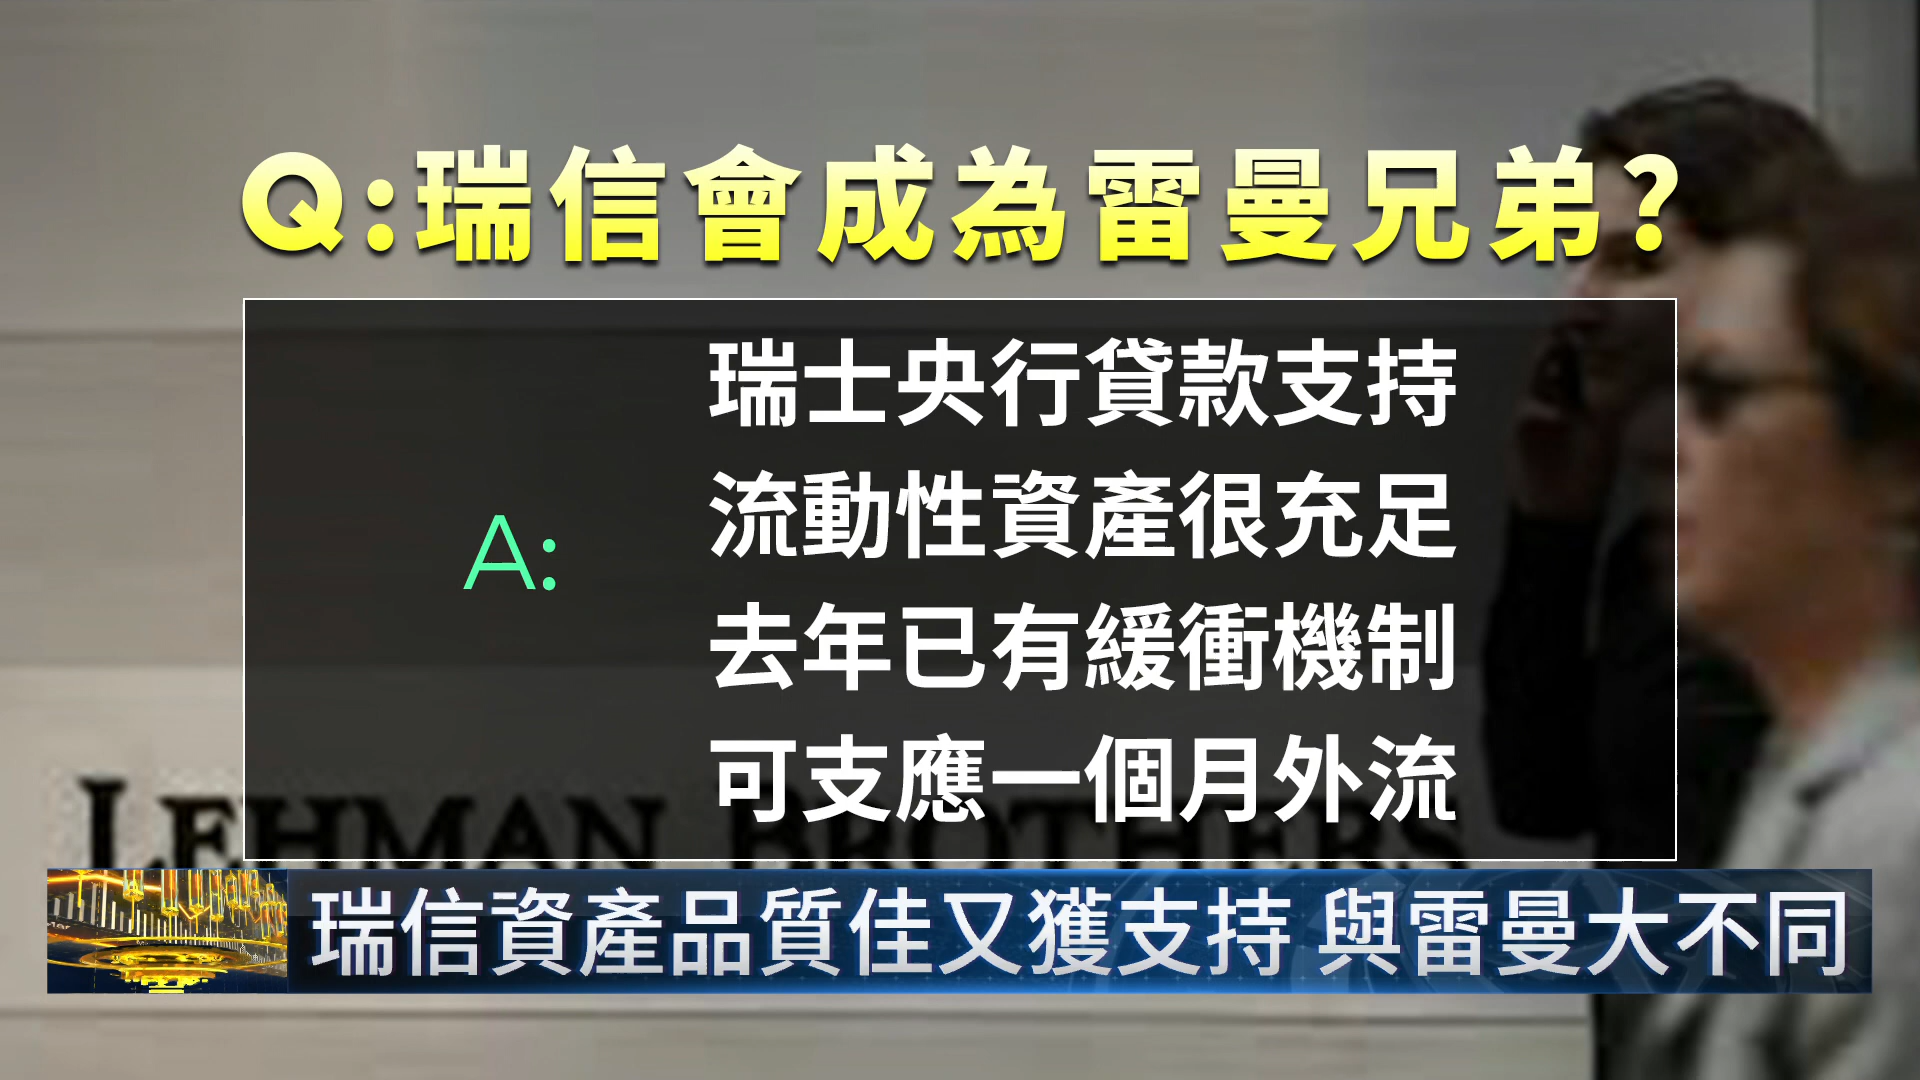 Q:瑞信會成為雷曼兄弟?
A:
瑞士央行貸款支持
流動性資產很充足
去年已有緩衝機制
可支應一個月外流
LEHMAN BROTHERS
瑞信資產品質佳又獲支持 與雷曼大不同